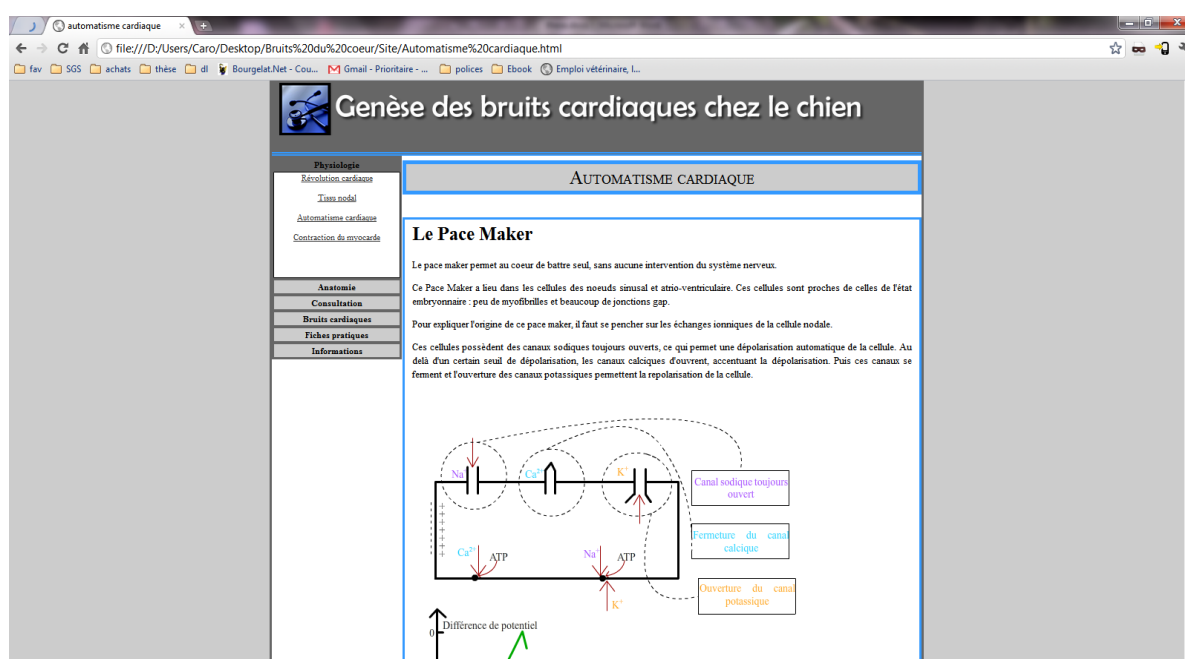 automatisme cardiaque
file:///D:/Users/Caro/Desktop/Bruits%20du%20coeur/Site/Automatisme%20cardiaque.html
fav SGS achats thèse dl Bourgelat.Net - Cou... Gmail - Prioritaire - ... polices Ebook Emploi vétérinaire, l...
Genèse des bruits cardiaques chez le chien
Physiologie
Révolution cardiaque
Tissu nodal
Automatisme cardiaque
Contraction du myocarde
Anatomie
Consultation
Bruits cardiaques
Fiches pratiques
Informations
AUTOMATISME CARDIAQUE
Le Pace Maker
Le pace maker permet au coeur de battre seul, sans aucune intervention du système nerveux.
Ce Pace Maker a lieu dans les cellules des noeuds sinusal et atrio-ventriculaire. Ces cellules sont proches de celles de l'état
embryonnaire : peu de myofibrilles et beaucoup de jonctions gap.
Pour expliquer l'origine de ce pace maker, il faut se pencher sur les échanges ionniques de la cellule nodale.
Ces cellules possèdent des canaux sodiques toujours ouverts, ce qui permet une dépolarisation automatique de la cellule. Au
delà d'un certain seuil de dépolarisation, les canaux calciques d'ouvrent, accentuant la dépolarisation. Puis ces canaux se
ferment et l'ouverture des canaux potassiques permettent la repolarisation de la cellule.
Na⁺ Ca²⁺ K⁺
Canal sodique toujours
ouvert
Fermeture du canal
calcique
Ca²⁺ ATP Na⁺ ATP
Ouverture du canal
potassique
K⁺
Différence de potentiel
0